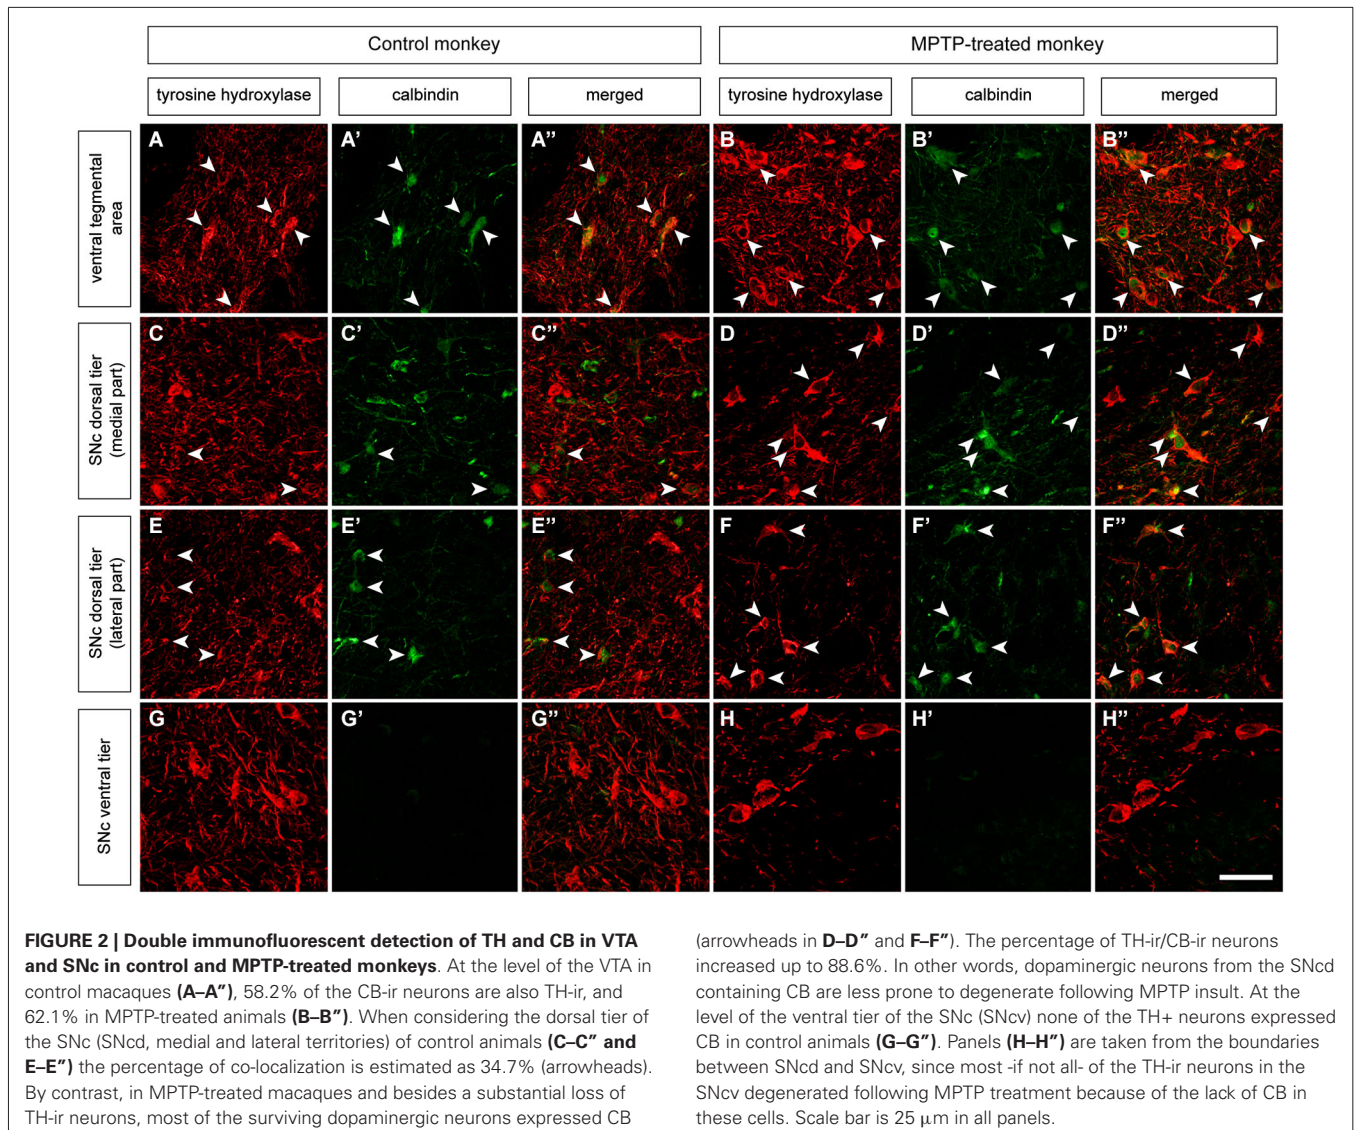 Control monkey
MPTP-treated monkey
tyrosine hydroxylase
calbindin
merged
tyrosine hydroxylase
calbindin
merged
ventral tegmental
area
A
A’
A’’
B
B’
B’’
SNc dorsal tier
(medial part)
C
C’
C’’
D
D’
D’’
SNc dorsal tier
(lateral part)
E
E’
E’’
F
F’
F’’
SNc ventral tier
G
G’
G’’
H
H’
H’’
FIGURE 2 | Double immunofluorescent detection of TH and CB in VTA
and SNc in control and MPTP-treated monkeys. At the level of the VTA in
control macaques (A–A″), 58.2% of the CB-ir neurons are also TH-ir, and
62.1% in MPTP-treated animals (B–B″). When considering the dorsal tier of
the SNc (SNcd, medial and lateral territories) of control animals (C–C″ and
E–E″) the percentage of co-localization is estimated as 34.7% (arrowheads).
By contrast, in MPTP-treated macaques and besides a substantial loss of
TH-ir neurons, most of the surviving dopaminergic neurons expressed CB
(arrowheads in D–D″ and F–F″). The percentage of TH-ir/CB-ir neurons
increased up to 88.6%. In other words, dopaminergic neurons from the SNcd
containing CB are less prone to degenerate following MPTP insult. At the
level of the ventral tier of the SNc (SNcv) none of the TH+ neurons expressed
CB in control animals (G–G″). Panels (H–H″) are taken from the boundaries
between SNcd and SNcv, since most -if not all- of the TH-ir neurons in the
SNcv degenerated following MPTP treatment because of the lack of CB in
these cells. Scale bar is 25 μm in all panels.